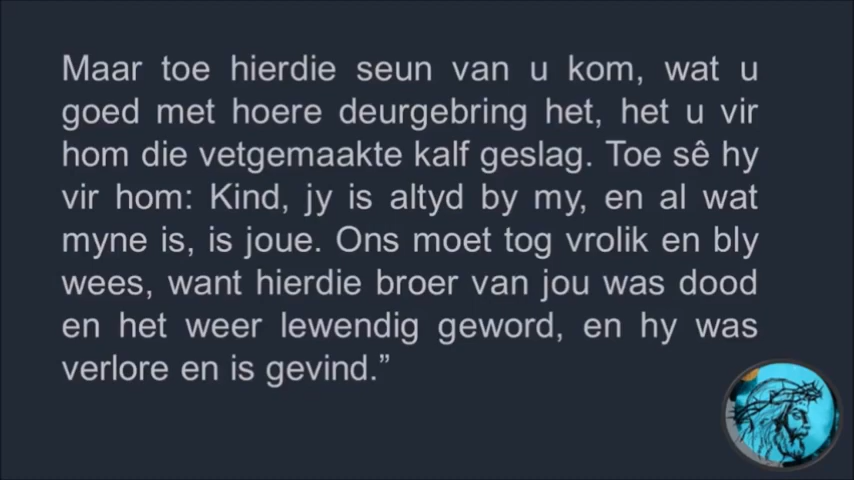 Maar toe hierdie seun van u kom, wat u
goed met hoere deurgebring het, het u vir
hom die vetgemaakte kalf geslag. Toe sê hy
vir hom: Kind, jy is altyd by my, en al wat
myne is, is joue. Ons moet tog vrolik en bly
wees, want hierdie broer van jou was dood
en het weer lewendig geword, en hy was
verlore en is gevind.”